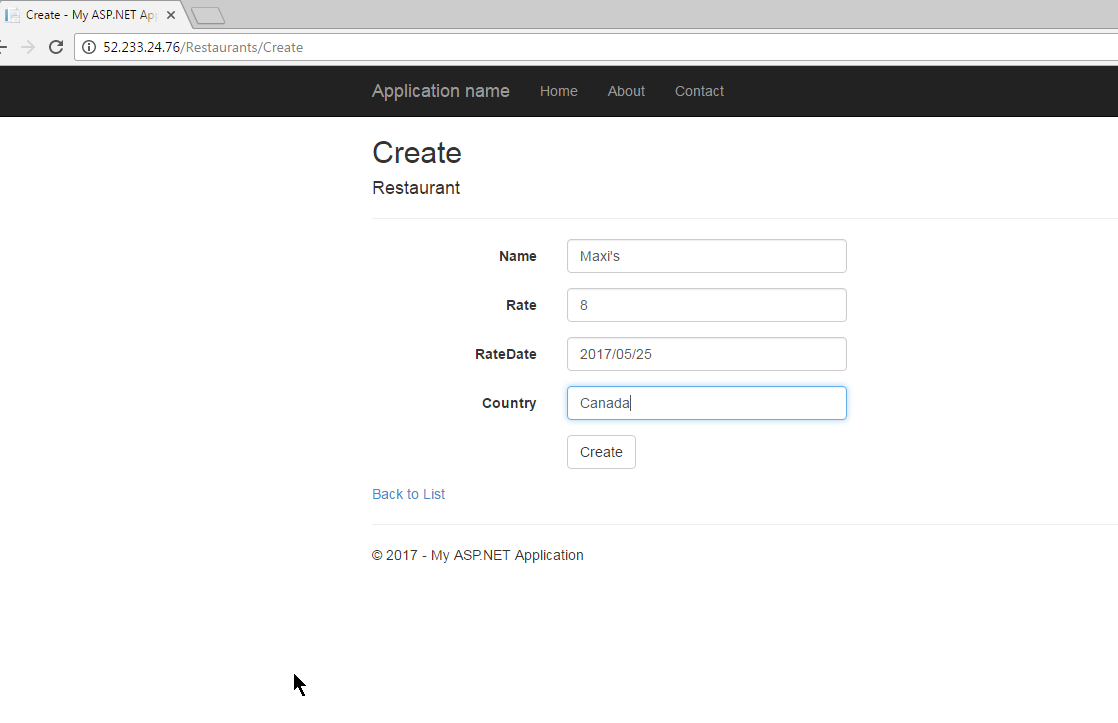 Create - My ASP.NET Ap
52.233.24.76/Restaurants/Create
Application name Home About Contact
Create
Restaurant
Name Maxi's
Rate 8
RateDate 2017/05/25
Country Canada
Create
Back to List
© 2017 - My ASP.NET Application